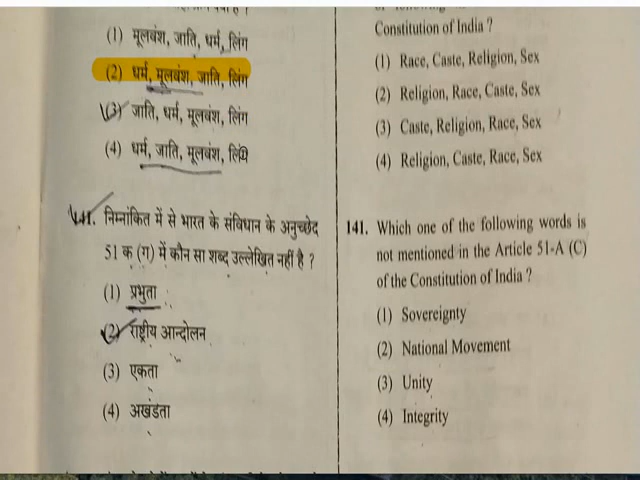 (1) मूलवंश, जाति, धर्म, लिंग
(2) धर्म, मूलवंश, जाति, लिंग
(3) जाति, धर्म, मूलवंश, लिंग
(4) धर्म, जाति, मूलवंश, लिंग
141. निम्नांकित में से भारत के संविधान के अनुच्छेद
51 क (ग) में कौन सा शब्द उल्लेखित नहीं है ?
(1) प्रभुता
(2) राष्ट्रीय आन्दोलन
(3) एकता
(4) अखंडता
Constitution of India ?
(1) Race, Caste, Religion, Sex
(2) Religion, Race, Caste, Sex
(3) Caste, Religion, Race, Sex
(4) Religion, Caste, Race, Sex
141. Which one of the following words is
not mentioned in the Article 51-A (C)
of the Constitution of India ?
(1) Sovereignty
(2) National Movement
(3) Unity
(4) Integrity